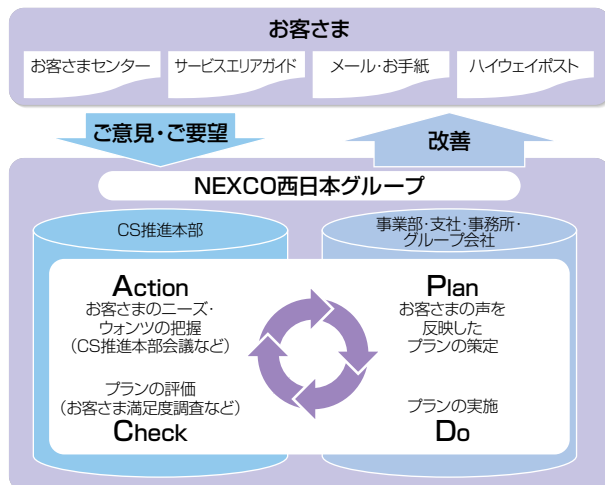 お客さま
お客さまセンター
サービスエリアガイド
メール・お手紙
ハイウェイポスト
ご意見・ご要望
改善
NEXCO西日本グループ
CS推進本部
事業部・支社・事務所・
グループ会社
Action
お客さまのニーズ・
ウォンツの把握
(CS推進本部会議など)
Plan
お客さまの声を
反映した
プランの策定
プランの評価
(お客さま満足度調査など)
Check
プランの実施
Do